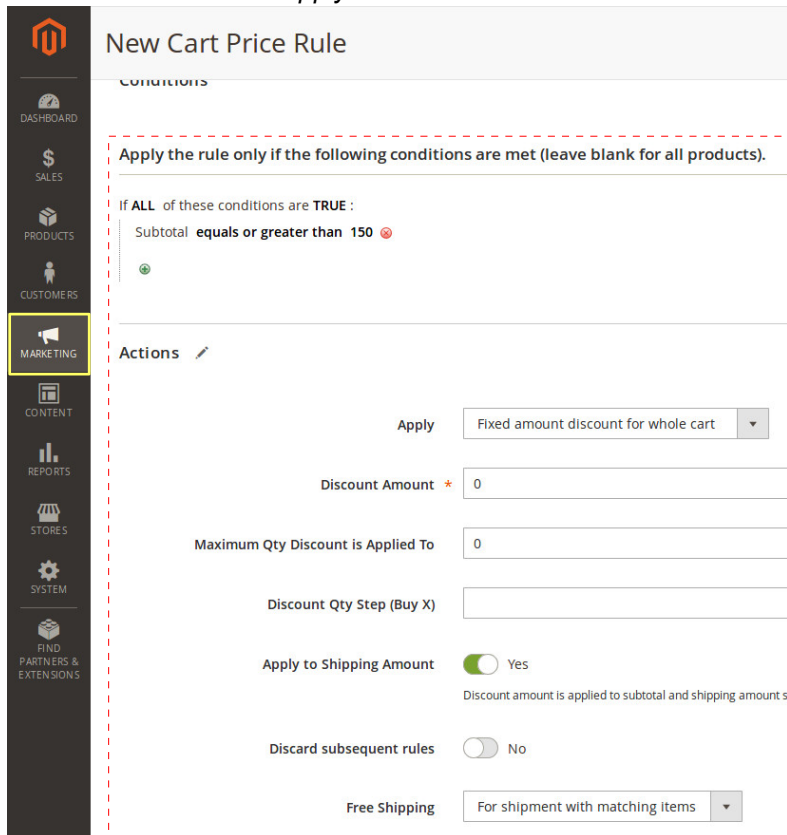 apply
New Cart Price Rule
Conditions
DASHBOARD
$
SALES
PRODUCTS
CUSTOMERS
MARKETING
CONTENT
REPORTS
STORES
SYSTEM
FIND
PARTNERS &
EXTENSIONS
Apply the rule only if the following conditions are met (leave blank for all products).
If ALL of these conditions are TRUE :
Subtotal equals or greater than 150
Actions
Apply Fixed amount discount for whole cart
Discount Amount * 0
Maximum Qty Discount is Applied To 0
Discount Qty Step (Buy X)
Apply to Shipping Amount Yes
Discount amount is applied to subtotal and shipping amount s
Discard subsequent rules No
Free Shipping For shipment with matching items